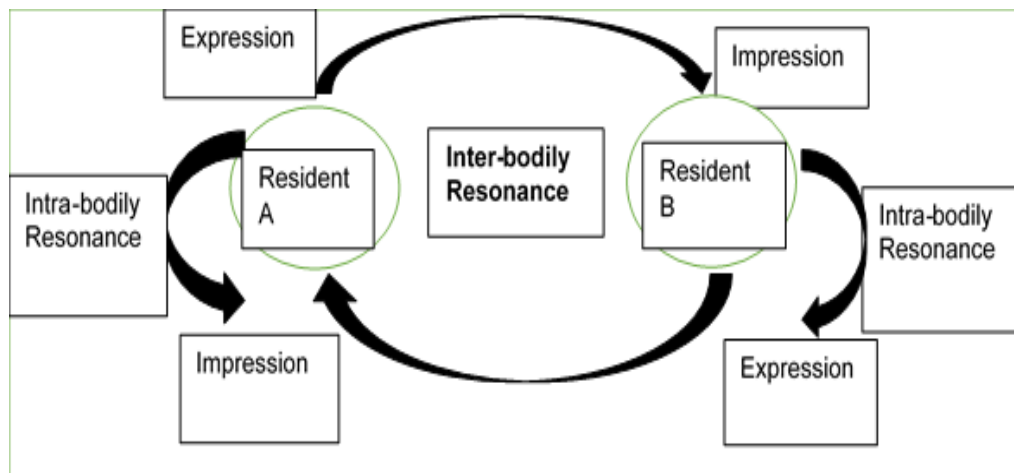 Expression
Impression
Inter-bodily
Resonance
Resident
A
Resident
B
Intra-bodily
Resonance
Intra-bodily
Resonance
Impression
Expression